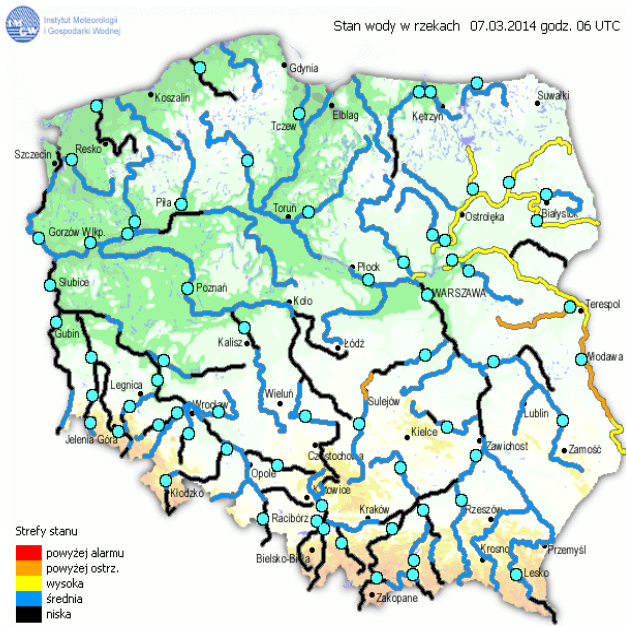 Instytut Meteorologii
i Gospodarki Wodnej
Stan wody w rzekach 07.03.2014 godz. 06 UTC
Gdynia
Koszalin
Suwałki
Elbląg
Kętrzyn
Tczew
Resko
Szczecin
Piła
Toruń
Ostrołęka
Białystok
Gorzów Wlkp.
Płock
Słubice
Poznań
Koło
WARSZAWA
Terespol
Gubin
Kalisz
Łódź
Włodawa
Legnica
Wieluń
Sulejów
Wrocław
Lublin
Jelenia Góra
Kielce
Zawichost
Zamość
Częstochowa
Opole
Kłodzko
Katowice
Racibórz
Kraków
Rzeszów
Bielsko-Biała
Krosno
Przemyśl
Lesko
Zakopane
Strefy stanu
powyżej alarmu
powyżej ostrz.
wysoka
średnia
niska